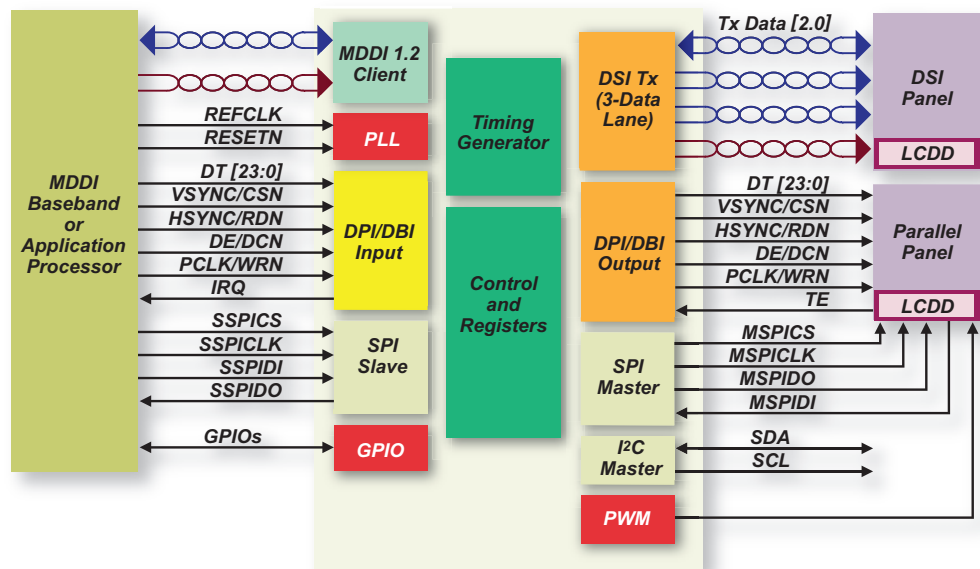 MDDI
Baseband
or
Application
Processor
REFCLK
RESETN
DT [23:0]
VSYNC/CSN
HSYNC/RDN
DE/DCN
PCLK/WRN
IRQ
SSPICS
SSPICLK
SSPIDI
SSPIDO
GPIOs
MDDI 1.2
Client
PLL
DPI/DBI
Input
SPI
Slave
GPIO
Timing
Generator
Control
and
Registers
DSI Tx
(3-Data
Lane)
DPI/DBI
Output
SPI
Master
I²C
Master
PWM
Tx Data [2.0]
DT [23:0]
VSYNC/CSN
HSYNC/RDN
DE/DCN
PCLK/WRN
TE
MSPICS
MSPICLK
MSPIDO
MSPIDI
SDA
SCL
DSI
Panel
LCDD
Parallel
Panel
LCDD